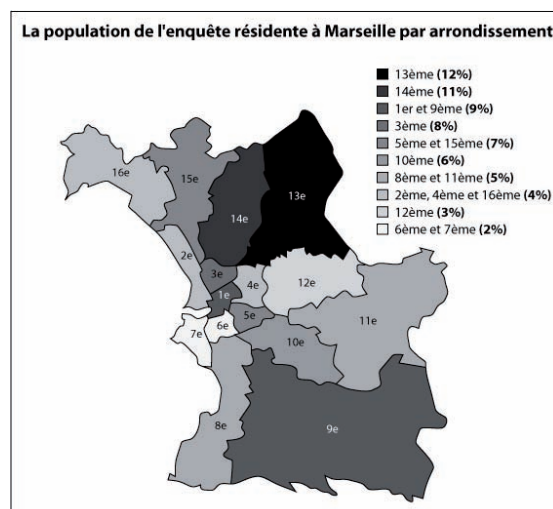 La population de l'enquête résidente à Marseille par arrondissement
13ème (12%)
14ème (11%)
1er et 9ème (9%)
3ème (8%)
5ème et 15ème (7%)
10ème (6%)
8ème et 11ème (5%)
2ème, 4ème et 16ème (4%)
12ème (3%)
6ème et 7ème (2%)
16e
15e
14e
13e
2e
3e
4e
12e
1e
5e
6e
7e
11e
10e
8e
9e